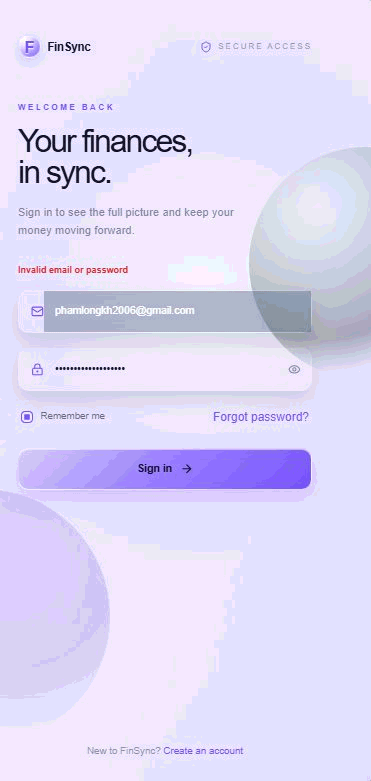 F FinSync
SECURE ACCESS
WELCOME BACK
Your finances,
in sync.
Sign in to see the full picture and keep your
money moving forward.
Invalid email or password
phamlongkh2006@gmail.com
•••••••••••••••••••
Remember me
Forgot password?
Sign in →
New to FinSync? Create an account